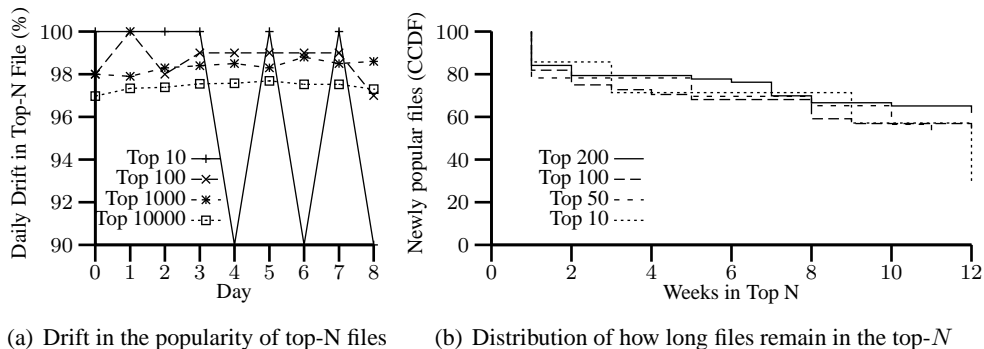 Daily Drift in Top-N File (%)
100
98
96
94
92
90
Top 10
Top 100
Top 1000
Top 10000
0 1 2 3 4 5 6 7 8
Day
Newly popular files (CCDF)
100
80
60
40
20
0
Top 200
Top 100
Top 50
Top 10
0 2 4 6 8 10 12
Weeks in Top N
(a) Drift in the popularity of top-N files
(b) Distribution of how long files remain in the top-N